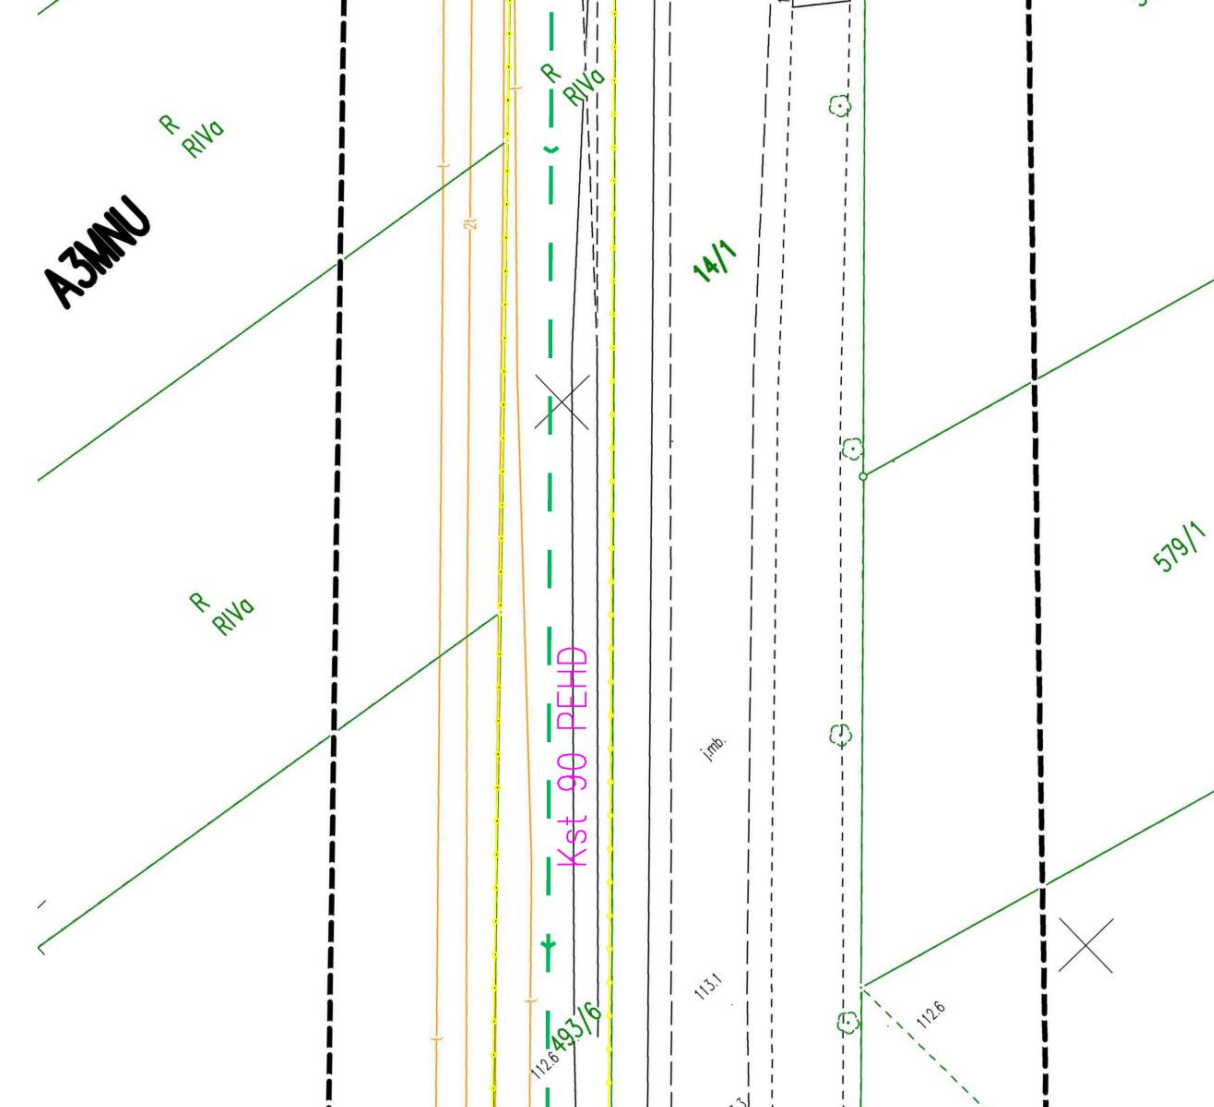 R
RIVa
R
RIVa
A3MNU
t
2t
t
14/1
579/1
R
RIVa
Kst 90 PEHD
j.mb.
113.1
112.6
493/6
112.6
t
t